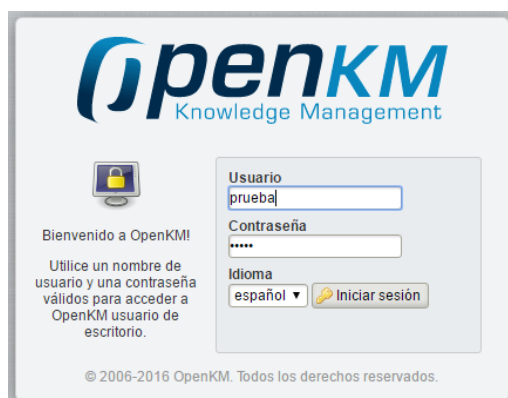 OpenKM
Knowledge Management
Bienvenido a OpenKM!
Utilice un nombre de
usuario y una contraseña
válidos para acceder a
OpenKM usuario de
escritorio.
Usuario
prueba
Contraseña
•••••
Idioma
español
Iniciar sesión
© 2006-2016 OpenKM. Todos los derechos reservados.